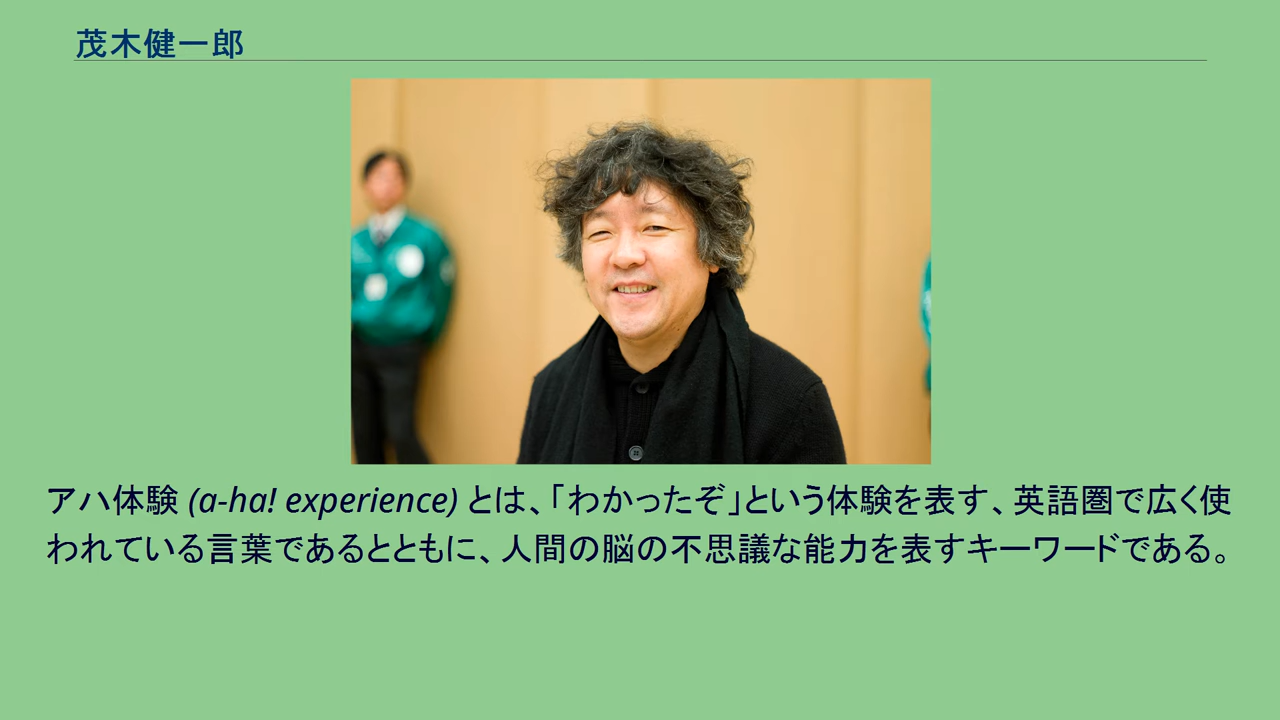 茂木健一郎
アハ体験 (a-ha! experience) とは、「わかったぞ」という体験を表す、英語圏で広く使
われている言葉であるとともに、人間の脳の不思議な能力を表すキーワードである。